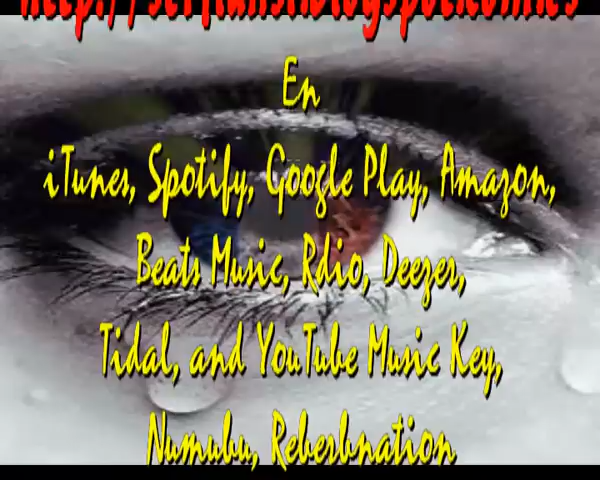 En
iTunes, Spotify, Google Play, Amazon,
Beats Music, Rdio, Deezer,
Tidal, and YouTube Music Key,
Numubu, Reberbnation